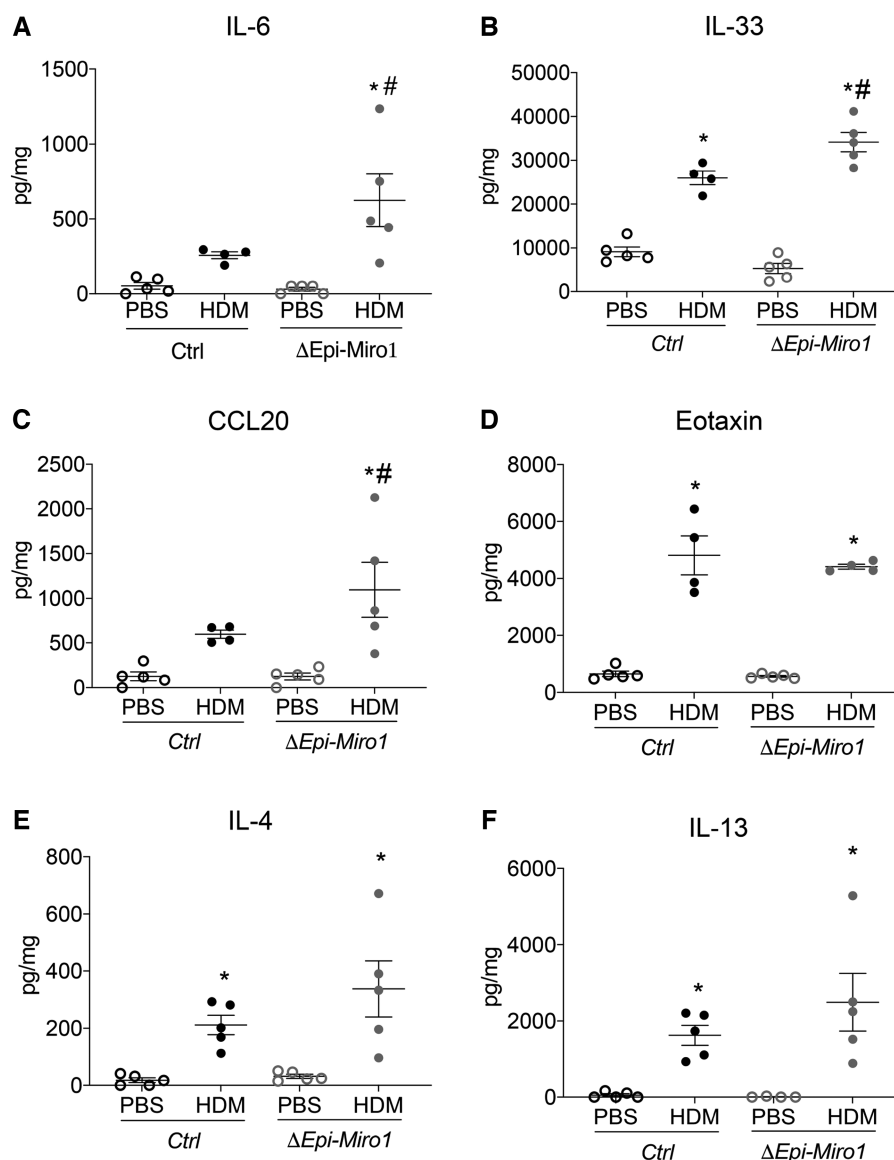 A IL-6
1500
1000
500
0
pg/mg
* #
PBS HDM PBS HDM
Ctrl ΔEpi-Miro1
B IL-33
50000
40000
30000
20000
10000
0
pg/mg
* *#
PBS HDM PBS HDM
Ctrl ΔEpi-Miro1
C CCL20
2500
2000
1500
1000
500
0
pg/mg
*#
PBS HDM PBS HDM
Ctrl ΔEpi-Miro1
D Eotaxin
8000
6000
4000
2000
0
pg/mg
* *
PBS HDM PBS HDM
Ctrl ΔEpi-Miro1
E IL-4
800
600
400
200
0
pg/mg
* *
PBS HDM PBS HDM
Ctrl ΔEpi-Miro1
F IL-13
6000
4000
2000
0
pg/mg
* *
PBS HDM PBS HDM
Ctrl ΔEpi-Miro1